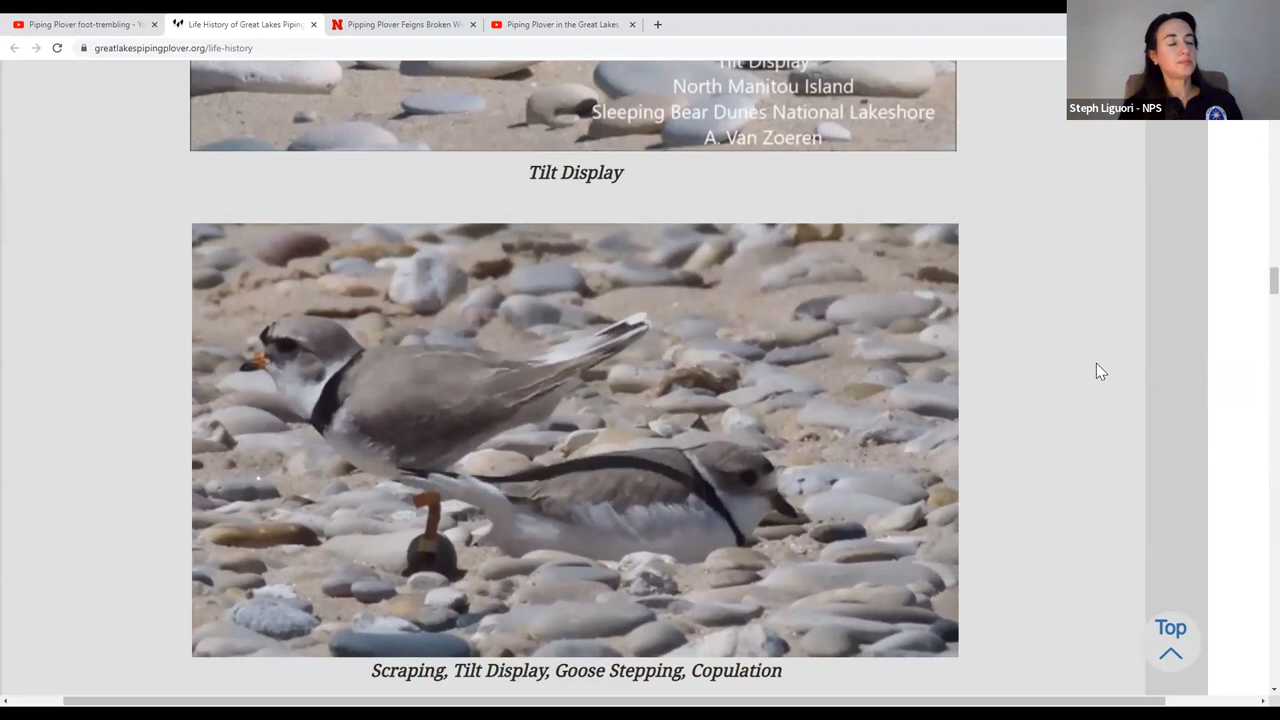 Piping Plover foot-trembling - Yo
Life History of Great Lakes Piping
Pipping Plover Feigns Broken Wi
Piping Plover in the Great Lakes
greatlakespipingplover.org/life-history
Steph Liguori - NPS
Tilt Display
North Manitou Island
Sleeping Bear Dunes National Lakeshore
A. Van Zoeren
Tilt Display
Scraping, Tilt Display, Goose Stepping, Copulation
Top